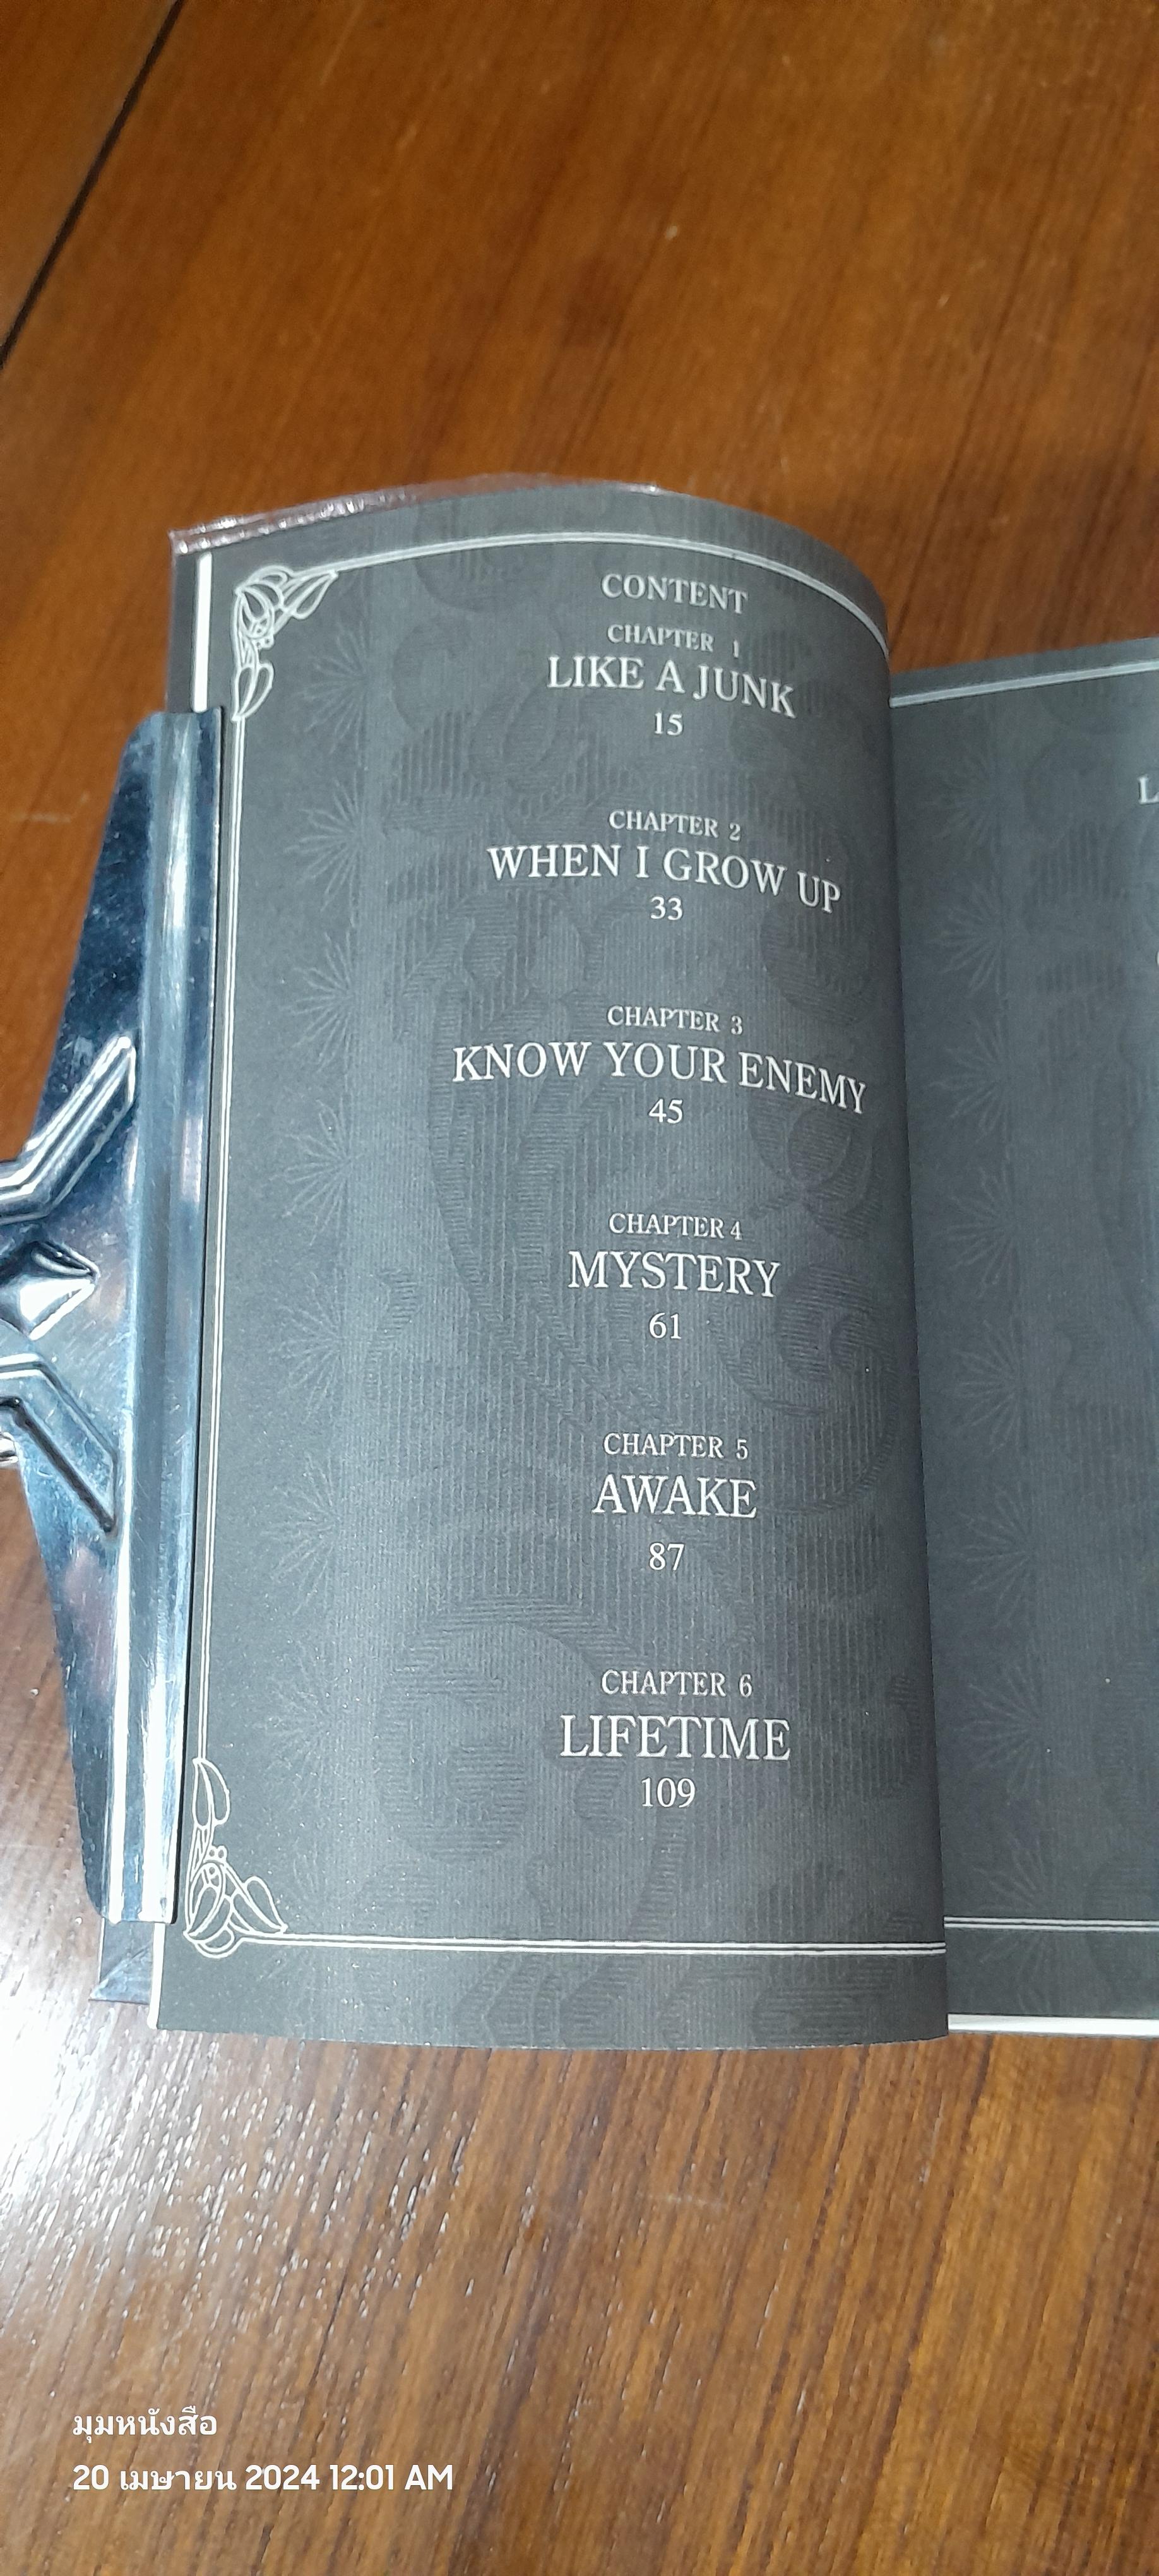 CONTENT
CHAPTER 1
LIKE A JUNK
15
CHAPTER 2
WHEN I GROW UP
33
CHAPTER 3
KNOW YOUR ENEMY
45
CHAPTER 4
MYSTERY
61
CHAPTER 5
AWAKE
87
CHAPTER 6
LIFETIME
109
มุมหนังสือ
20 เมษายน 2024 12:01 AM